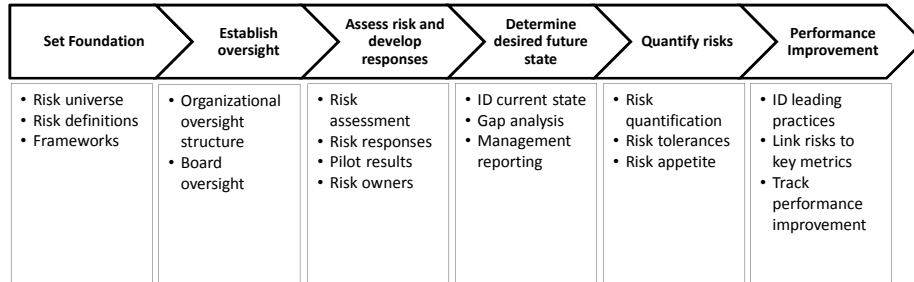 Set Foundation
Establish
oversight
Assess risk and
develop
responses
Determine
desired future
state
Quantify risks
Performance
Improvement
• Risk universe
• Risk definitions
• Frameworks
• Organizational
oversight
structure
• Board
oversight
• Risk
assessment
• Risk responses
• Pilot results
• Risk owners
• ID current state
• Gap analysis
• Management
reporting
• Risk
quantification
• Risk tolerances
• Risk appetite
• ID leading
practices
• Link risks to
key metrics
• Track
performance
improvement